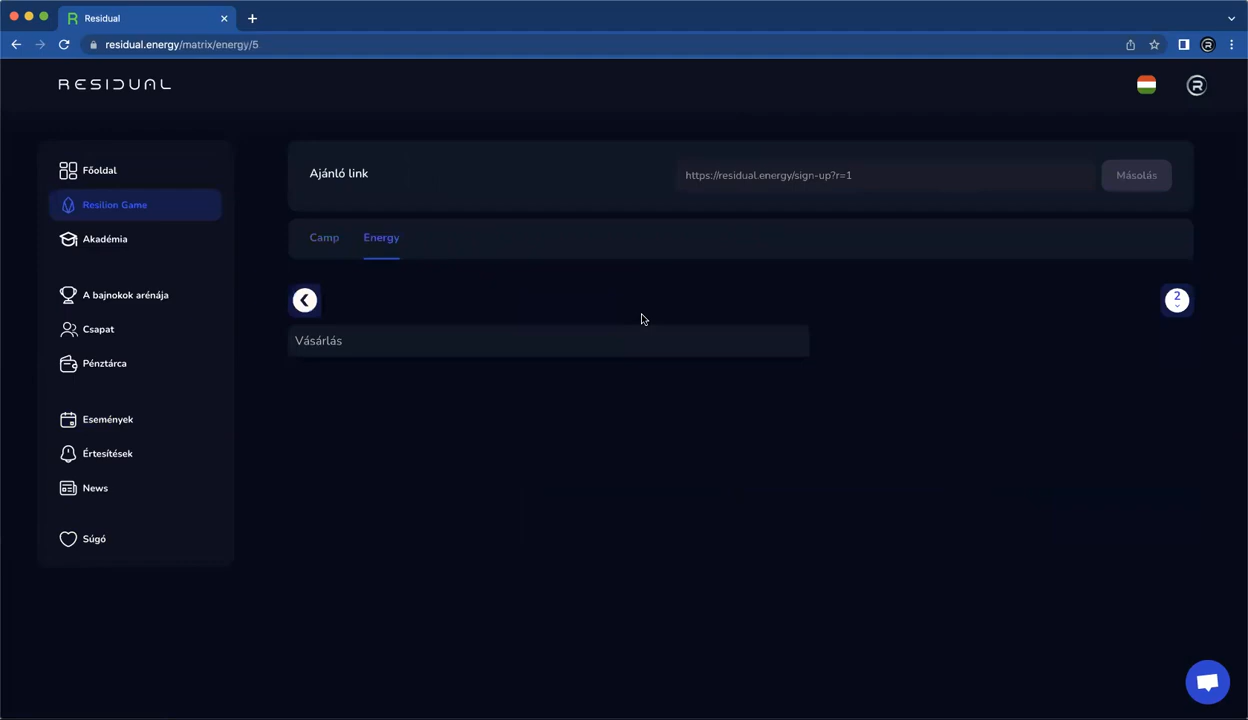 Residual
residual.energy/matrix/energy/5
RESIDUAL
Főoldal
Resilion Game
Akadémia
A bajnokok arénája
Csapat
Pénztárca
Események
Értesítések
News
Súgó
Ajánló link
https://residual.energy/sign-up?r=1
Másolás
Camp
Energy
2
Vásárlás